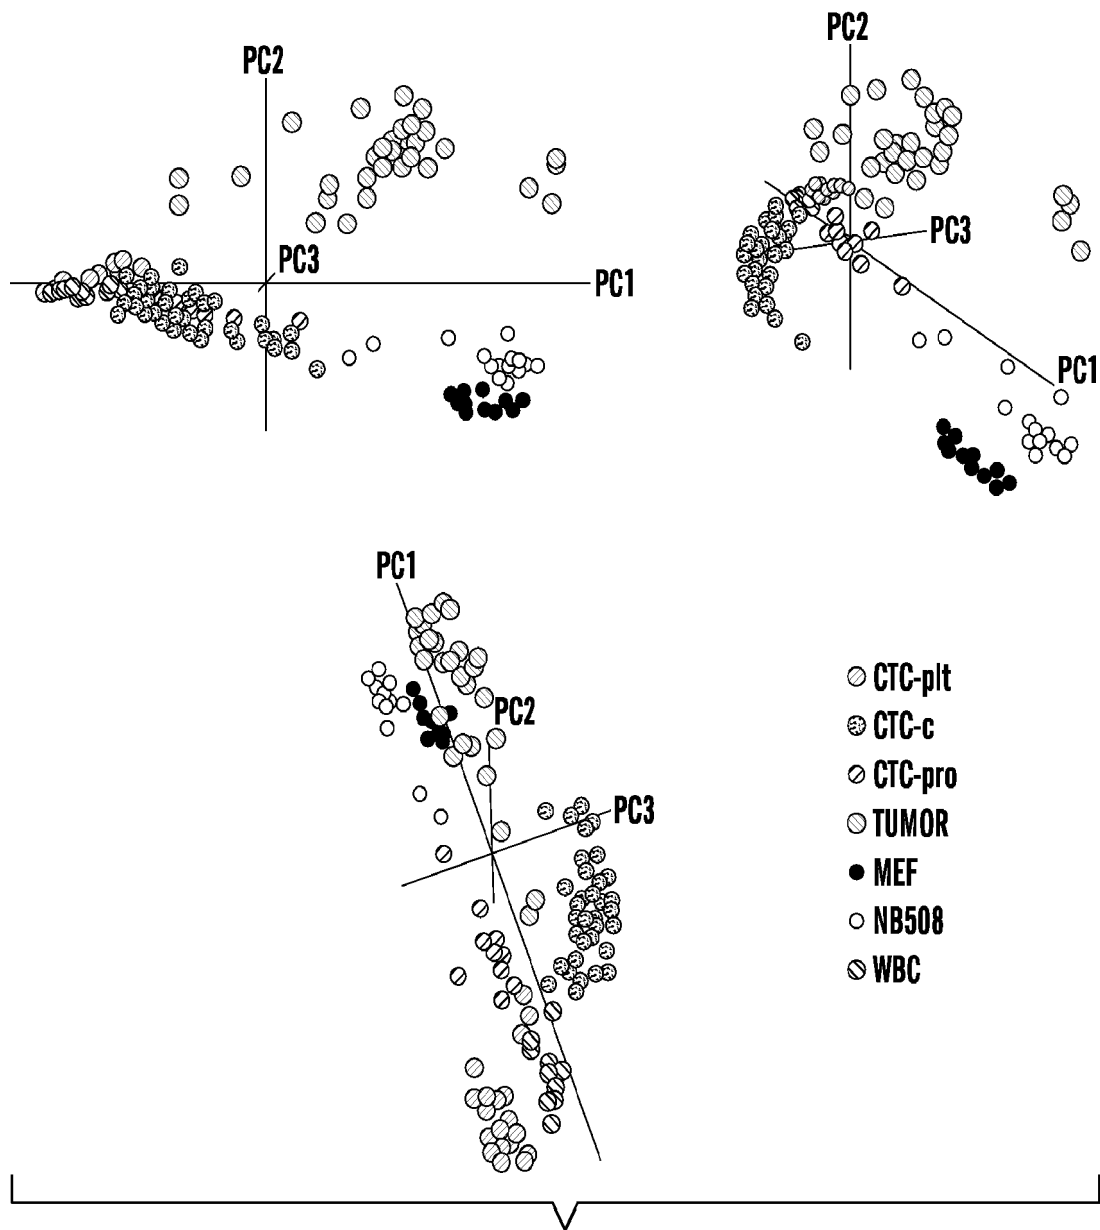 PC2
PC3
PC1
PC2
PC3
PC1
PC1
PC2
PC3
CTC-plt
CTC-c
CTC-pro
TUMOR
MEF
NB508
WBC